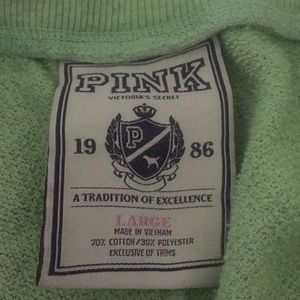 PINK
VICTORIA'S SECRET
19 P 86
A TRADITION OF EXCELLENCE
LARGE
MADE IN VIETNAM
70% COTTON/30% POLYESTER
EXCLUSIVE OF TRIMS